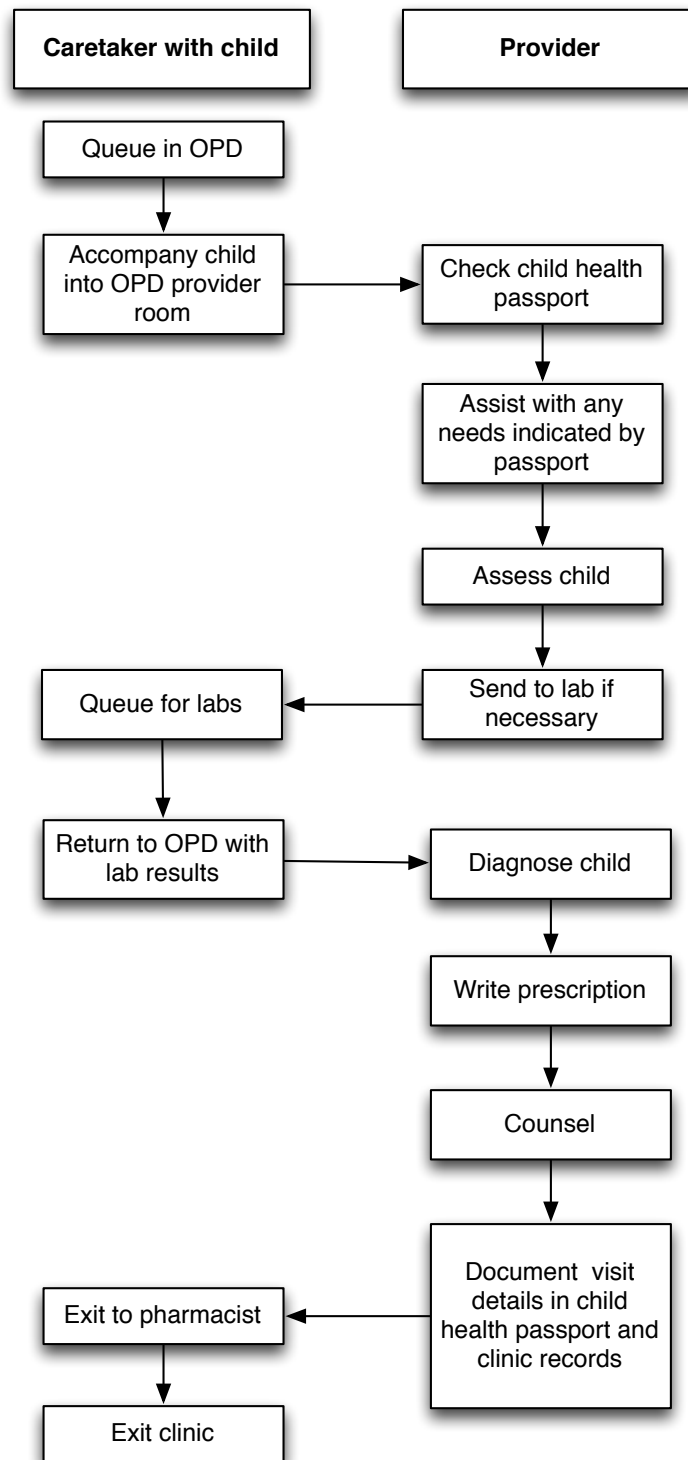 Caretaker with child
Provider
Queue in OPD
Accompany child
into OPD provider
room
Check child health
passport
Assist with any
needs indicated by
passport
Assess child
Send to lab if
necessary
Queue for labs
Return to OPD with
lab results
Diagnose child
Write prescription
Counsel
Document visit
details in child
health passport and
clinic records
Exit to pharmacist
Exit clinic